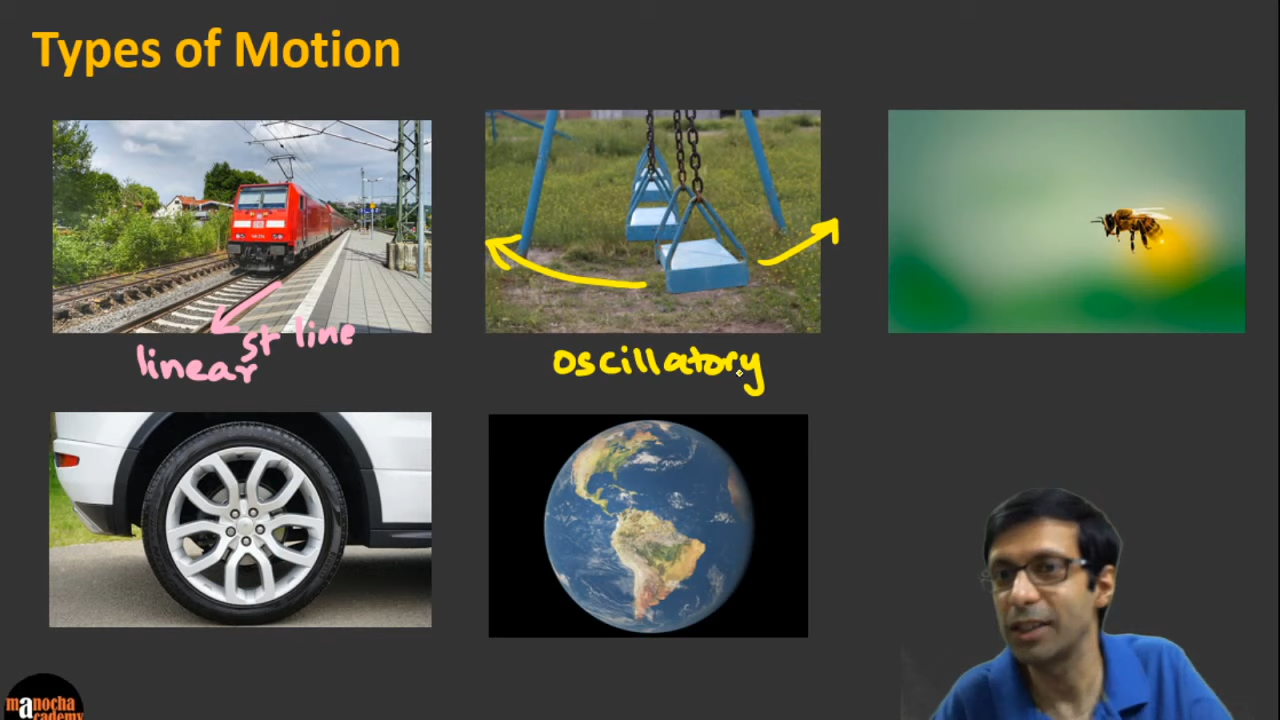 Types of Motion
st line
linear
oscillatory
manocha
academy